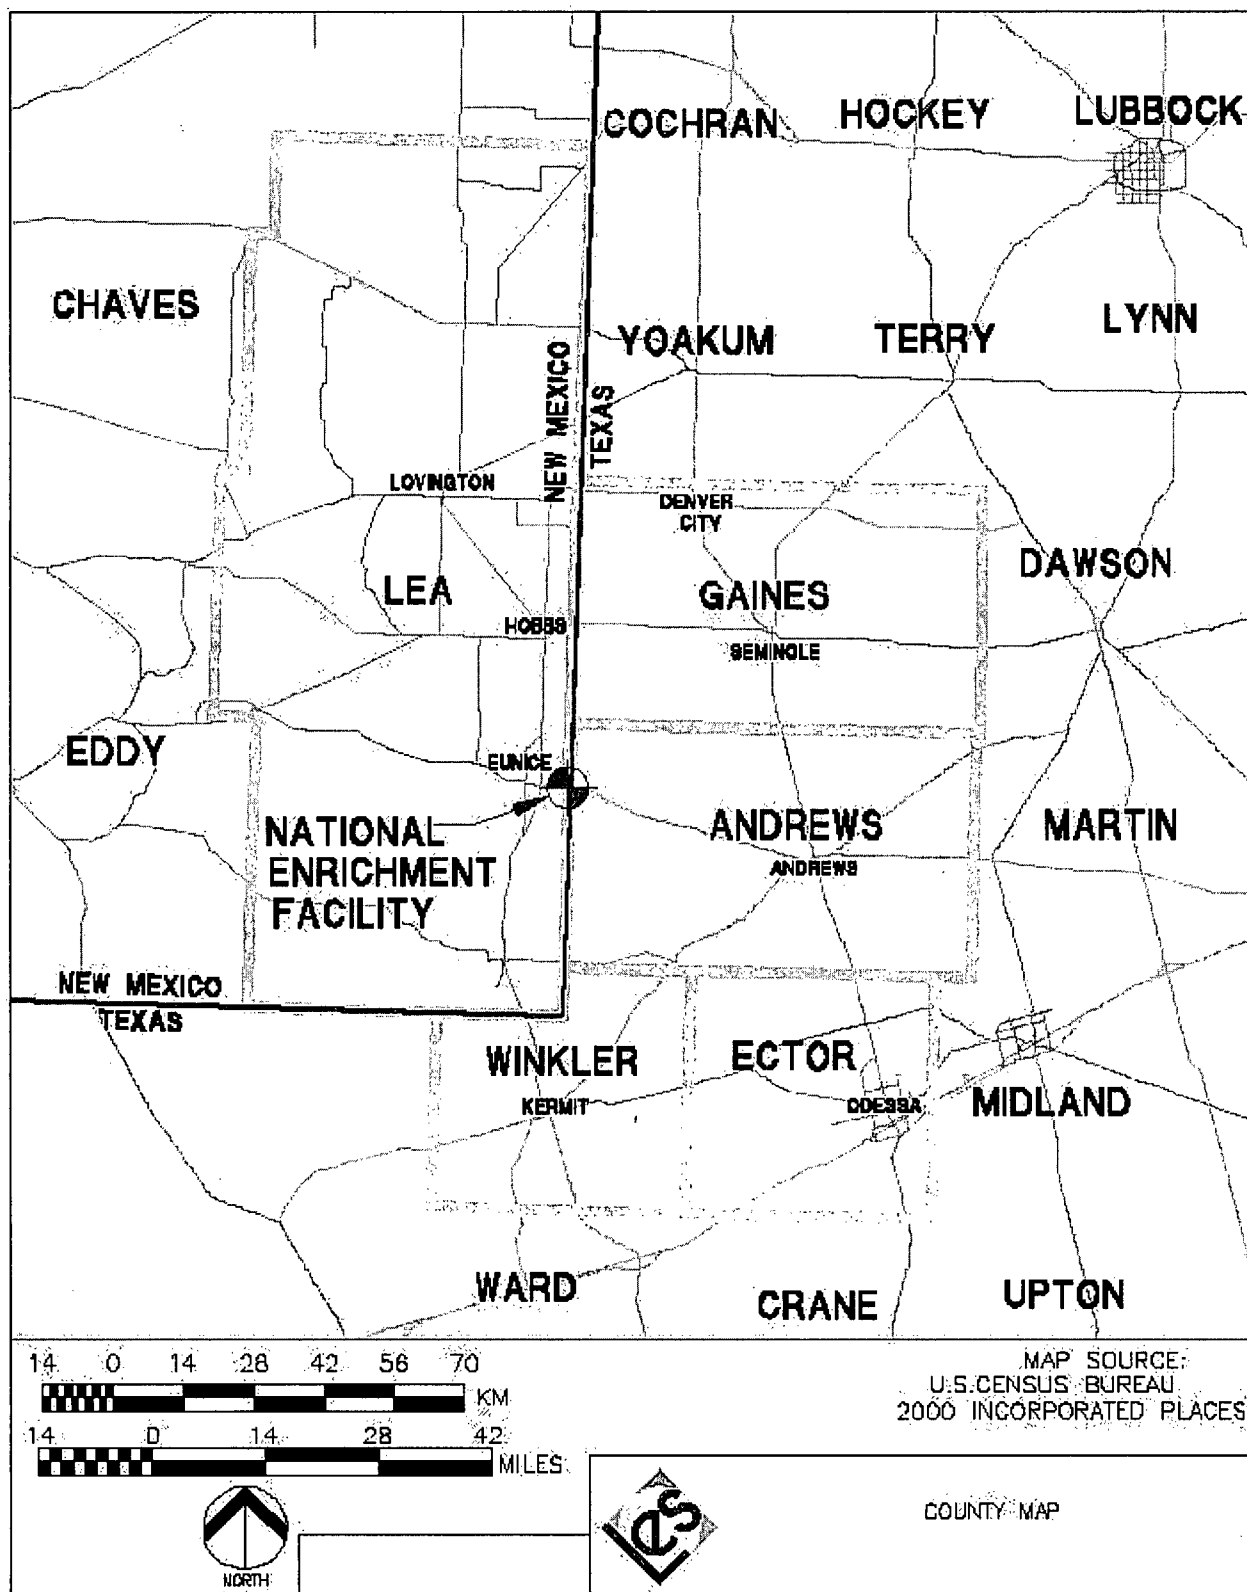 COCHRAN
HOCKEY
LUBBOCK
CHAVES
YOAKUM
TERRY
LYNN
NEW MEXICO
TEXAS
LOVINGTON
DENVER
CITY
LEA
GAINES
DAWSON
HOBBS
SEMINOLE
EDDY
EUNICE
NATIONAL
ENRICHMENT
FACILITY
ANDREWS
ANDREWS
MARTIN
NEW MEXICO
TEXAS
WINKLER
ECTOR
KERMIT
ODESSA
MIDLAND
WARD
CRANE
UPTON
14 0 14 28 42 56 70
KM
14 0 14 28 42
MILES
MAP SOURCE:
U.S.CENSUS BUREAU
2000 INCORPORATED PLACES
NORTH
Les
COUNTY MAP